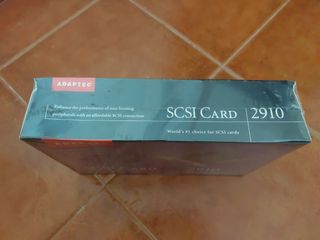 ADAPTEC
Enhance the performance of non-booting
peripherals with an affordable SCSI connection
SCSI CARD 2910
World's #1 choice for SCSI cards